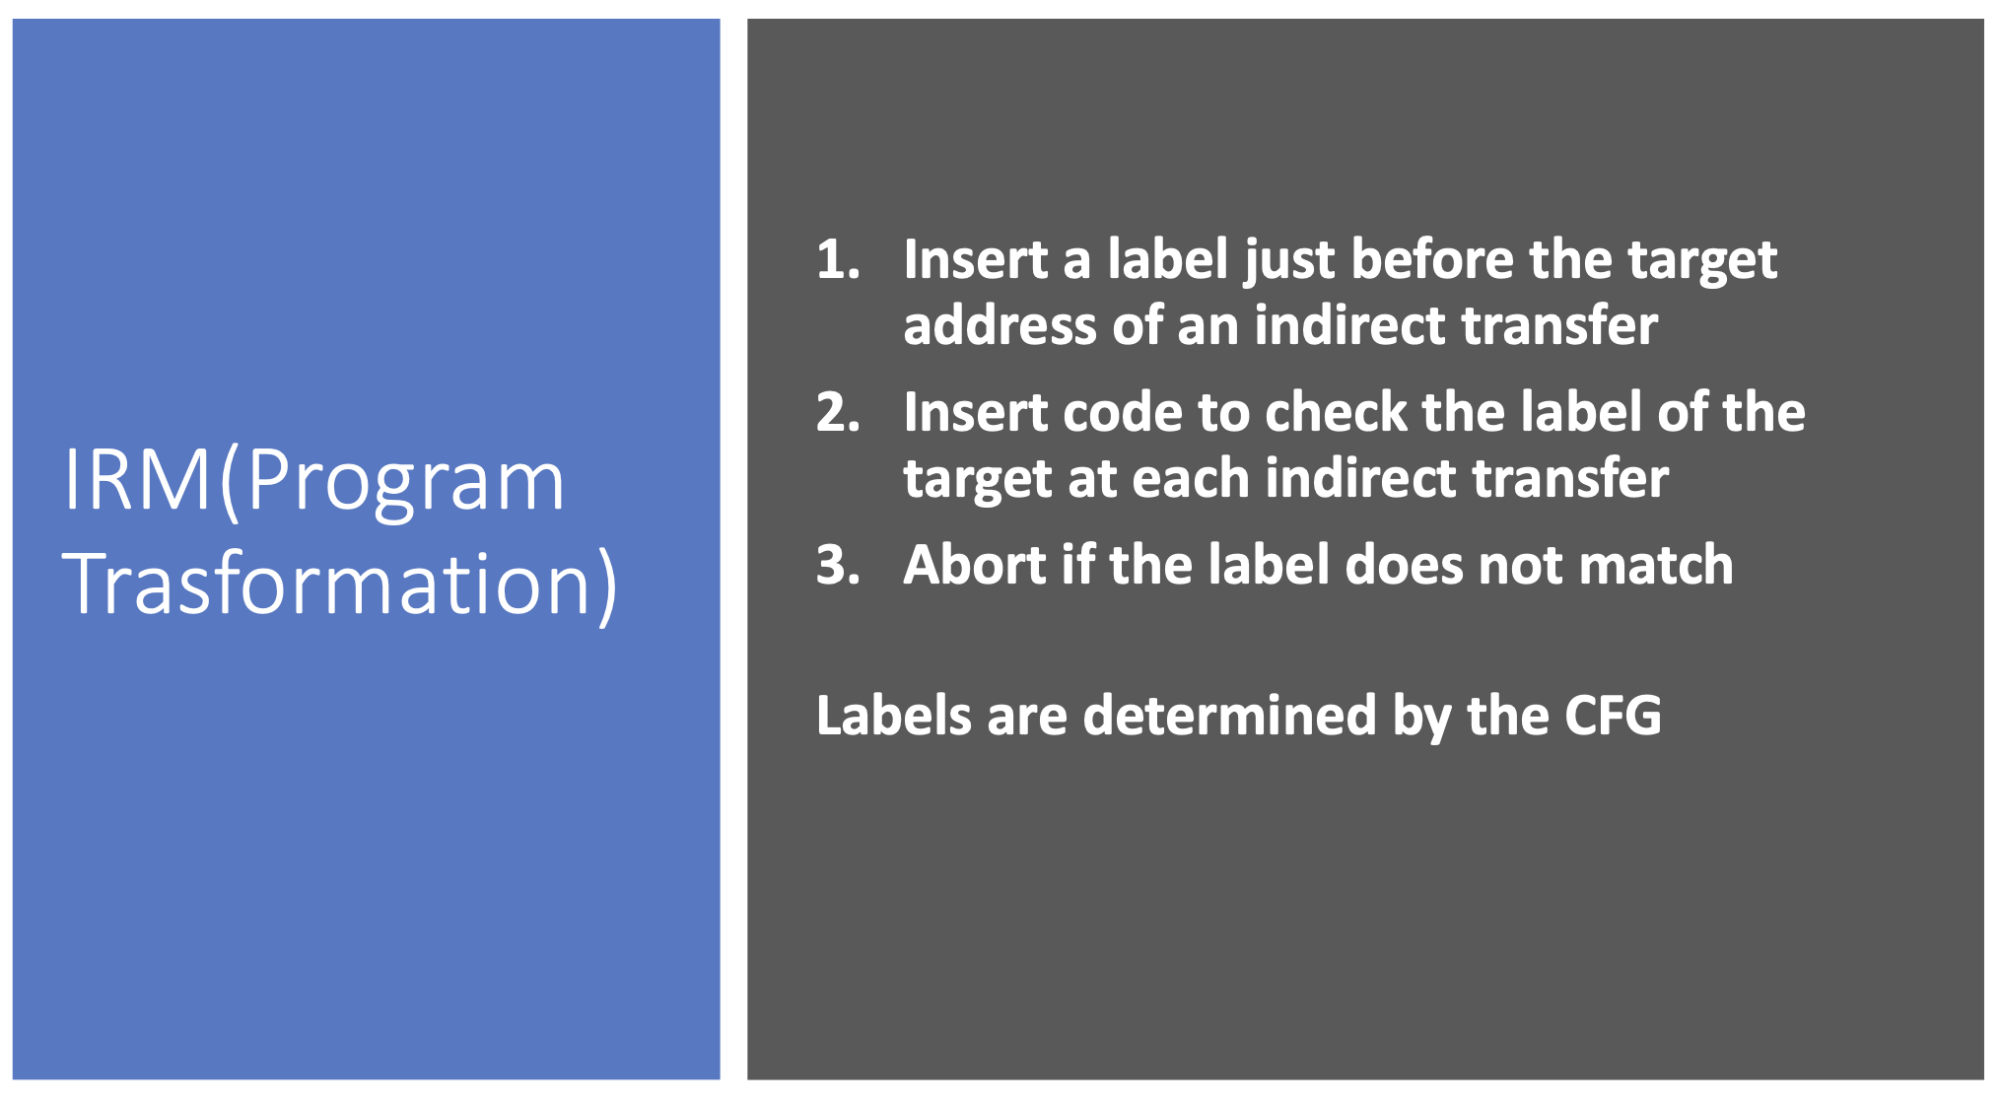 IRM(Program
Trasformation)
1. Insert a label just before the target
address of an indirect transfer
2. Insert code to check the label of the
target at each indirect transfer
3. Abort if the label does not match
Labels are determined by the CFG